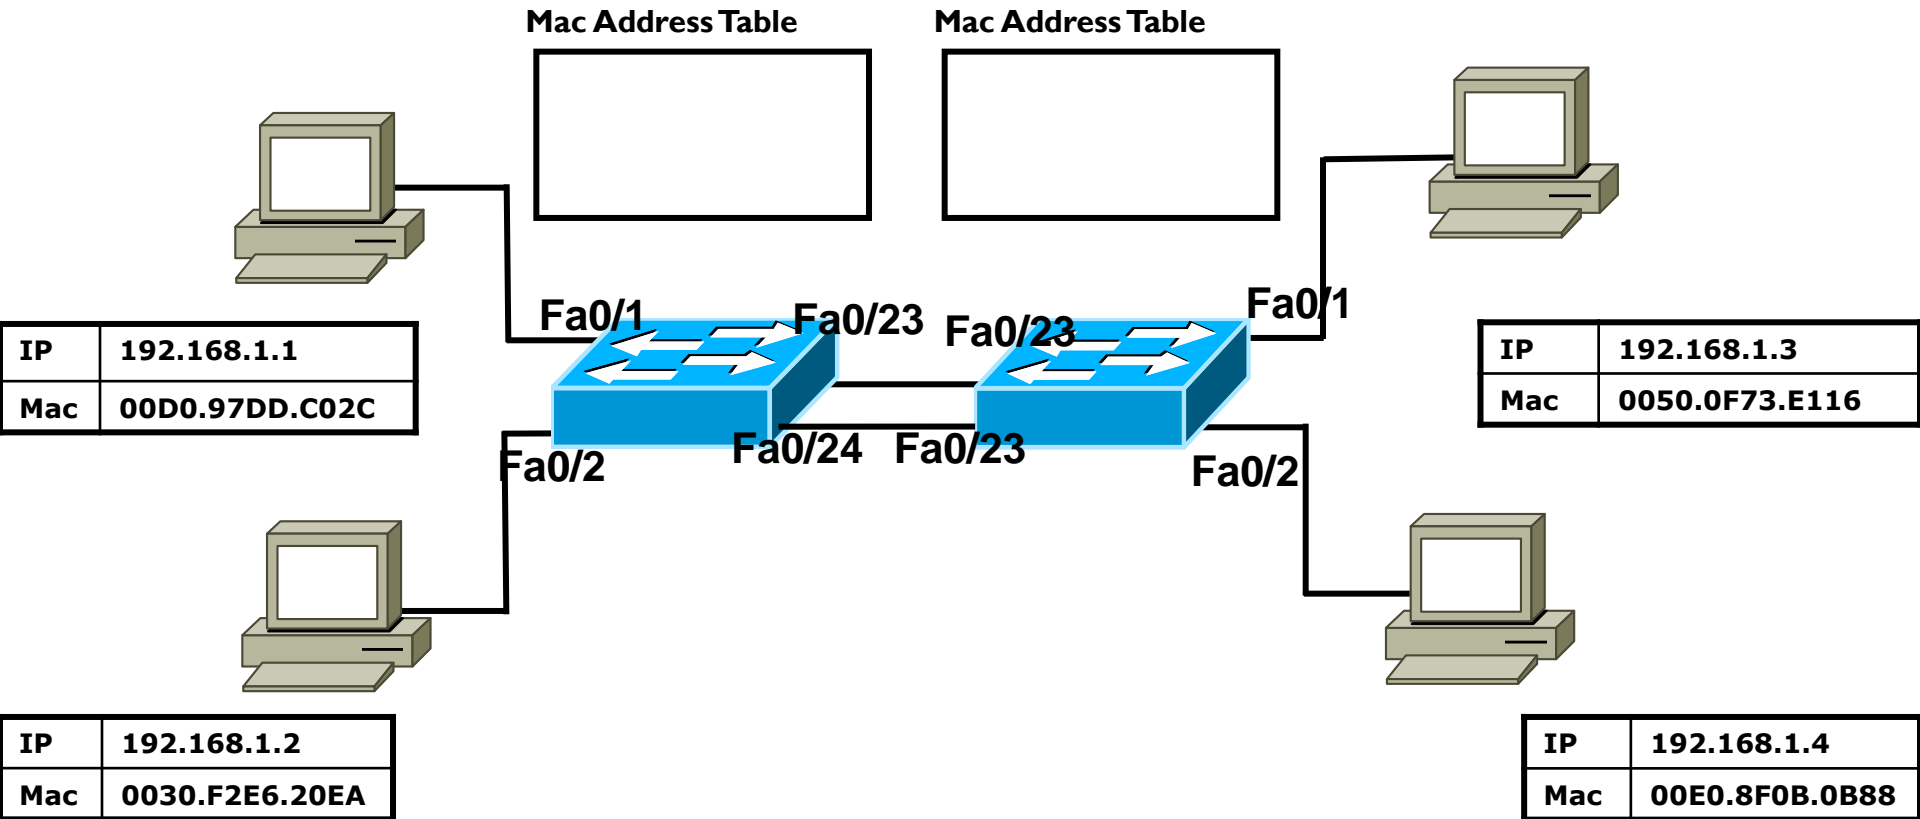 Mac Address Table
Mac Address Table
Fa0/1
Fa0/23
Fa0/23
Fa0/1
IP 192.168.1.1
Mac 00D0.97DD.C02C
IP 192.168.1.3
Mac 0050.0F73.E116
Fa0/2
Fa0/24
Fa0/23
Fa0/2
IP 192.168.1.2
Mac 0030.F2E6.20EA
IP 192.168.1.4
Mac 00E0.8F0B.0B88